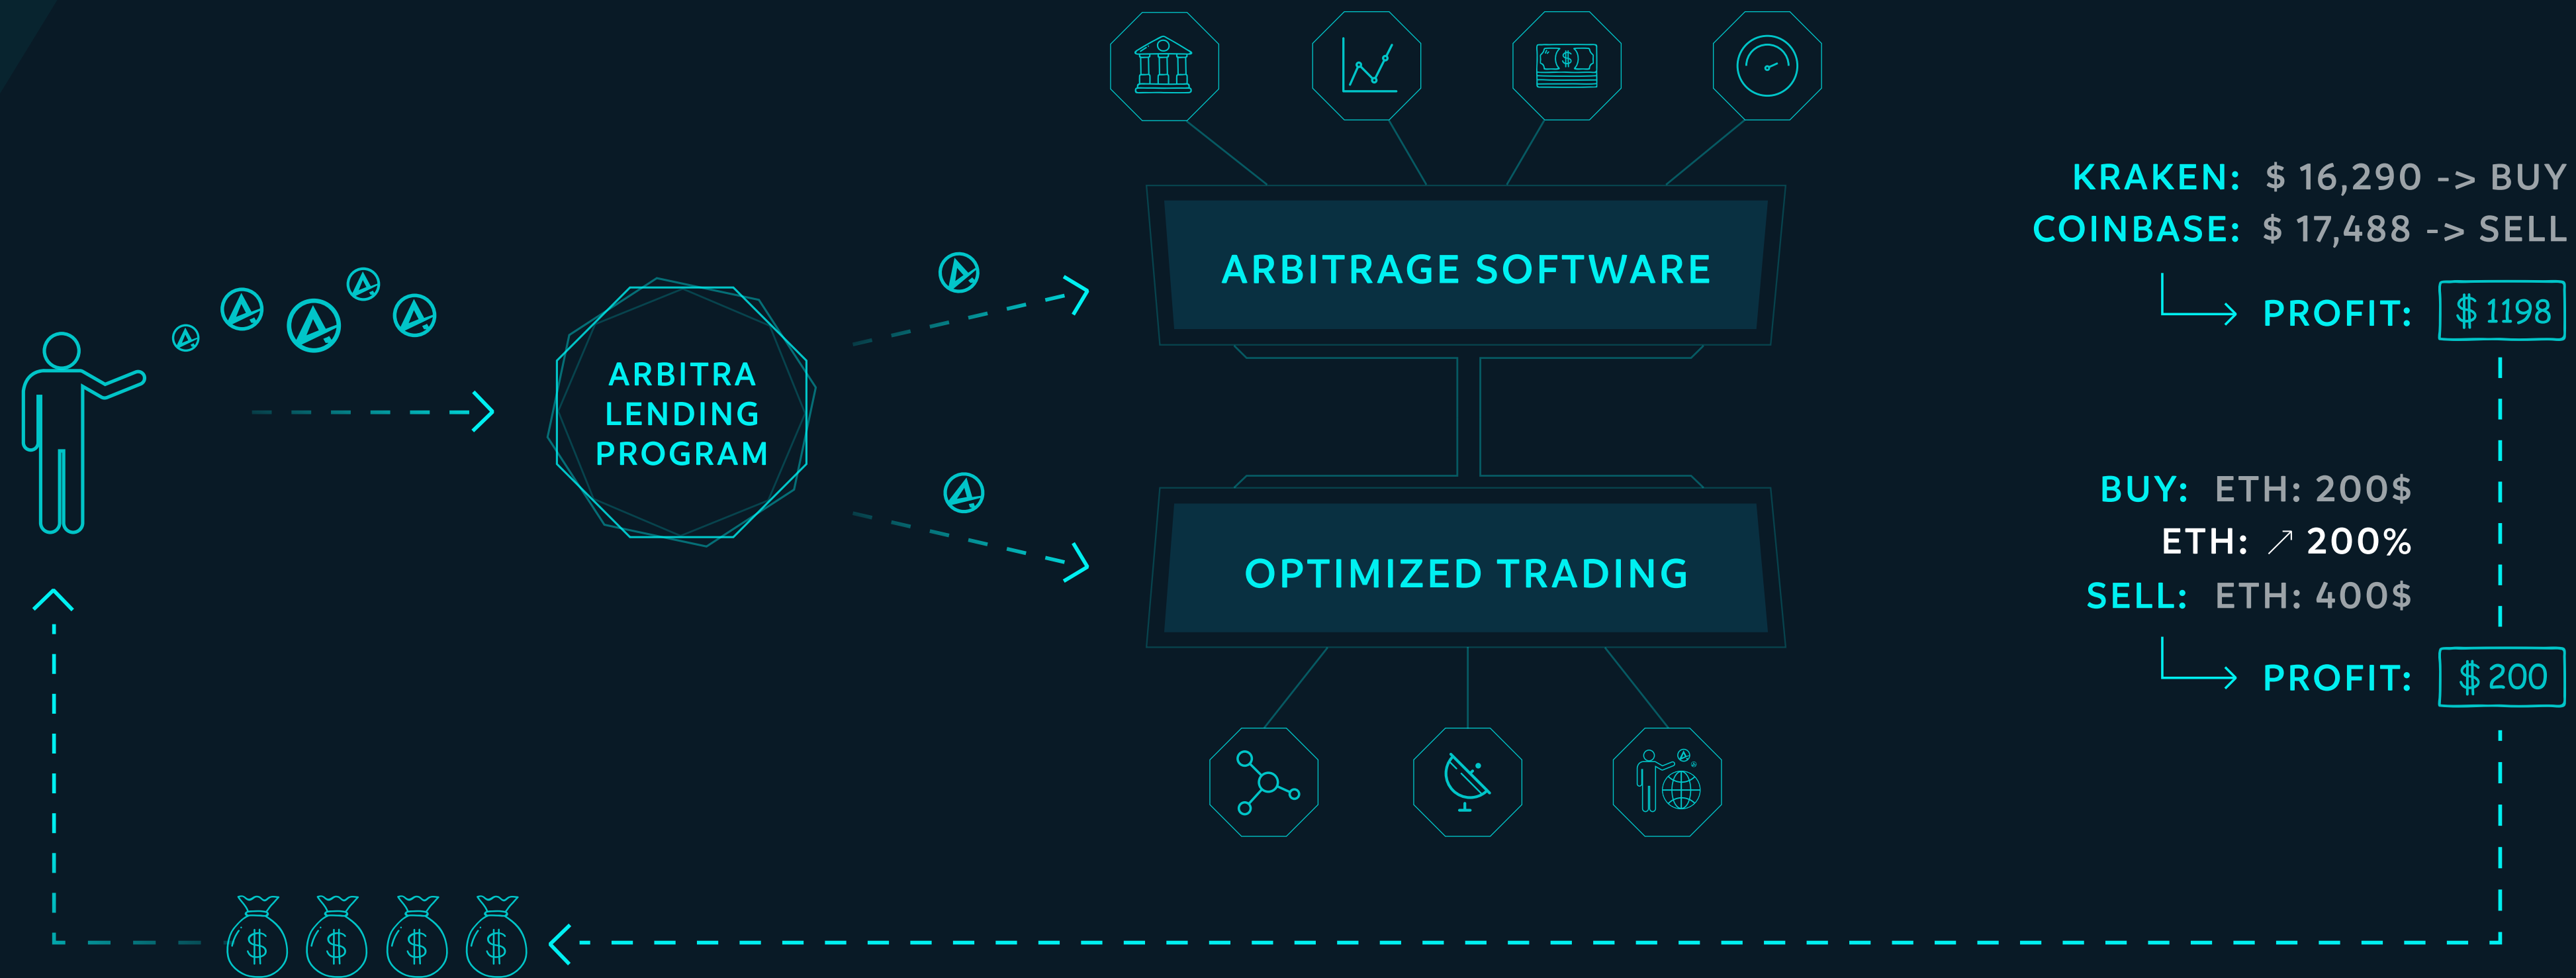 ARBITRA
LENDING
PROGRAM
ARBITRAGE SOFTWARE
OPTIMIZED TRADING
KRAKEN: $ 16,290 -> BUY
COINBASE: $ 17,488 -> SELL
PROFIT: $ 1198
BUY: ETH: 200$
ETH: ↗ 200%
SELL: ETH: 400$
PROFIT: $ 200
$ $ $ $